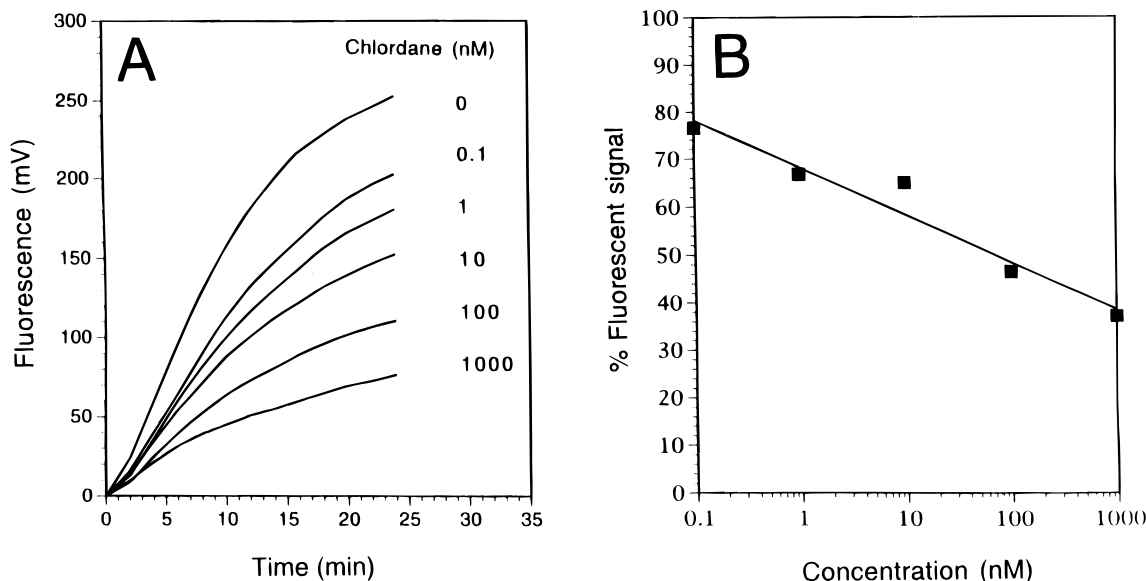 A
Chlordane (nM)
0
0.1
1
10
100
1000
300
250
200
150
100
50
0
0 5 10 15 20 25 30 35
Time (min)
Fluorescence (mV)
B
100
90
80
70
60
50
40
30
20
10
0
0.1 1 10 100 1000
Concentration (nM)
% Fluorescent signal